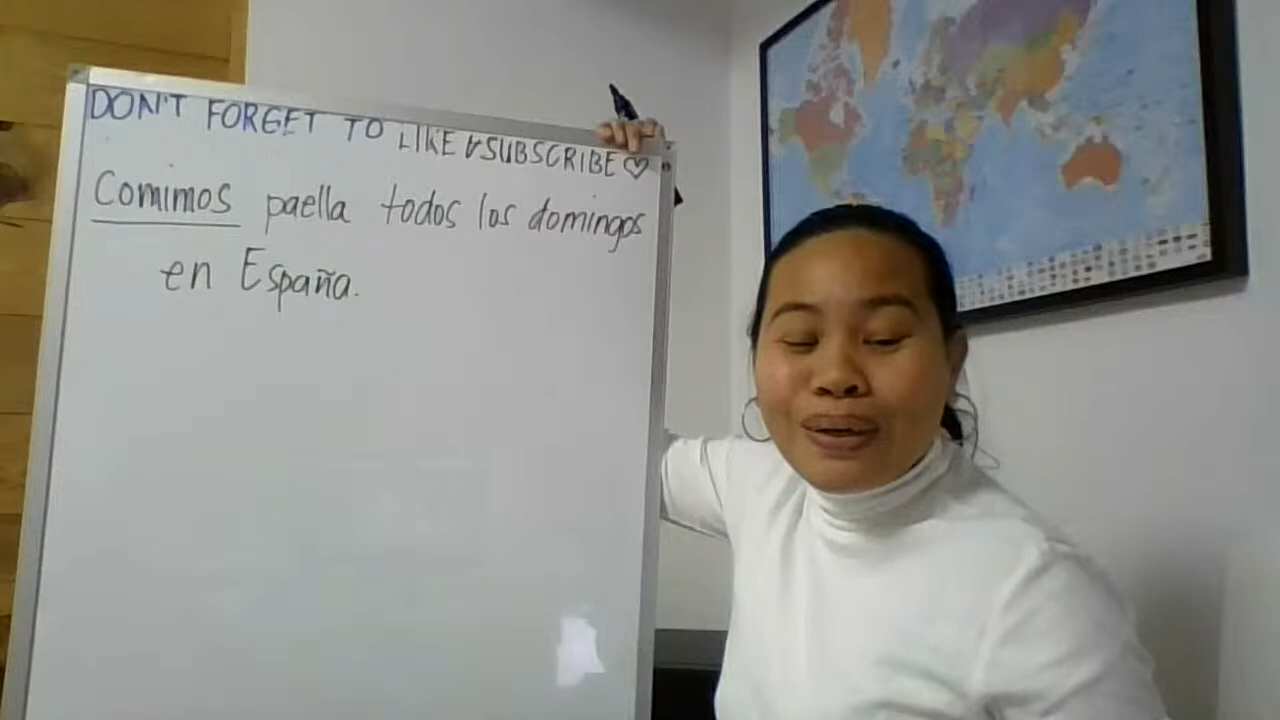 DON'T FORGET TO LIKE & SUBSCRIBE ♡
Comimos paella todos los domingos
en España.